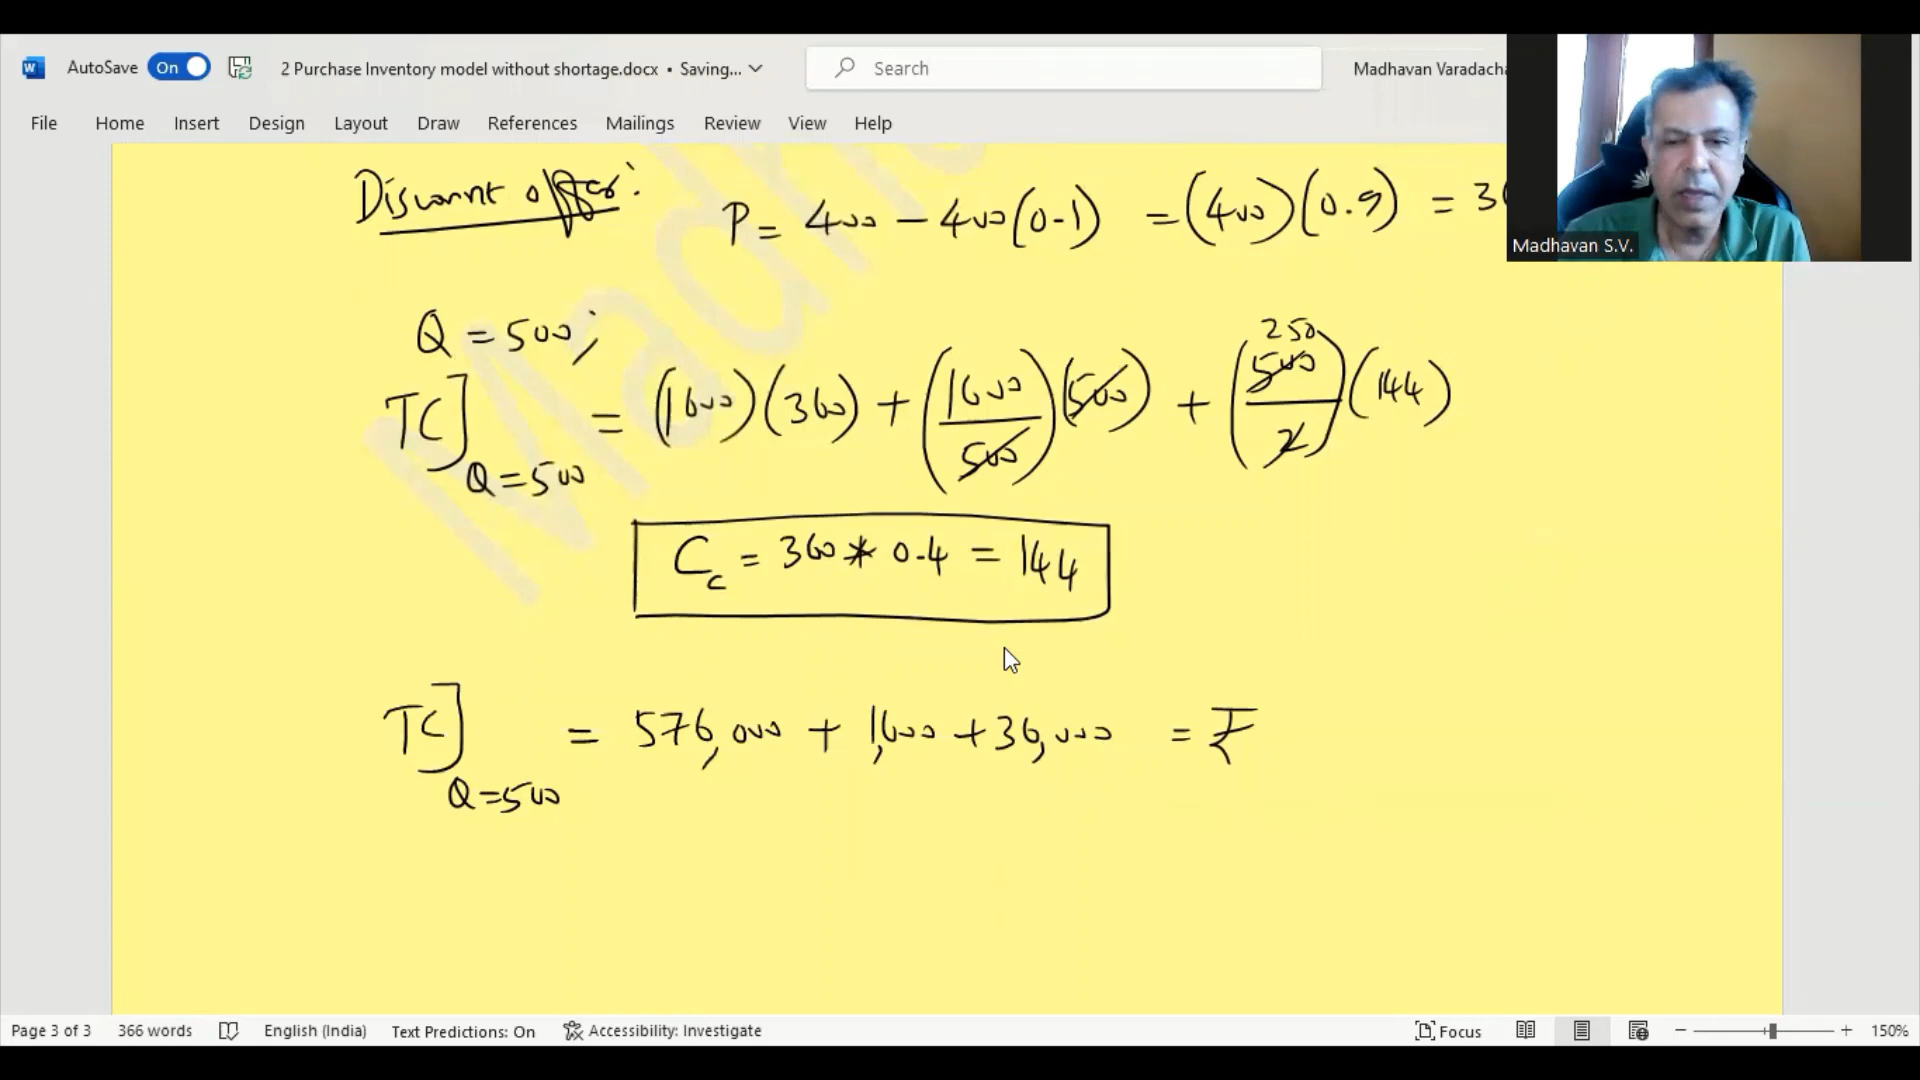 AutoSave On 2 Purchase Inventory model without shortage.docx • Saving... Search Madhavan Varadacha
File Home Insert Design Layout Draw References Mailings Review View Help
Madhavan S.V.
Discount offer: P = 400 - 400(0.1) = (400)(0.9) = 36
Q = 500;
TC]Q=500 = (1600)(360) + (1600/500)(500) + (500/2)(144)
250
Cc = 360 * 0.4 = 144
TC]Q=500 = 576,000 + 1,600 + 36,000 = ₹
Madh
Page 3 of 3 366 words English (India) Text Predictions: On Accessibility: Investigate Focus 150%